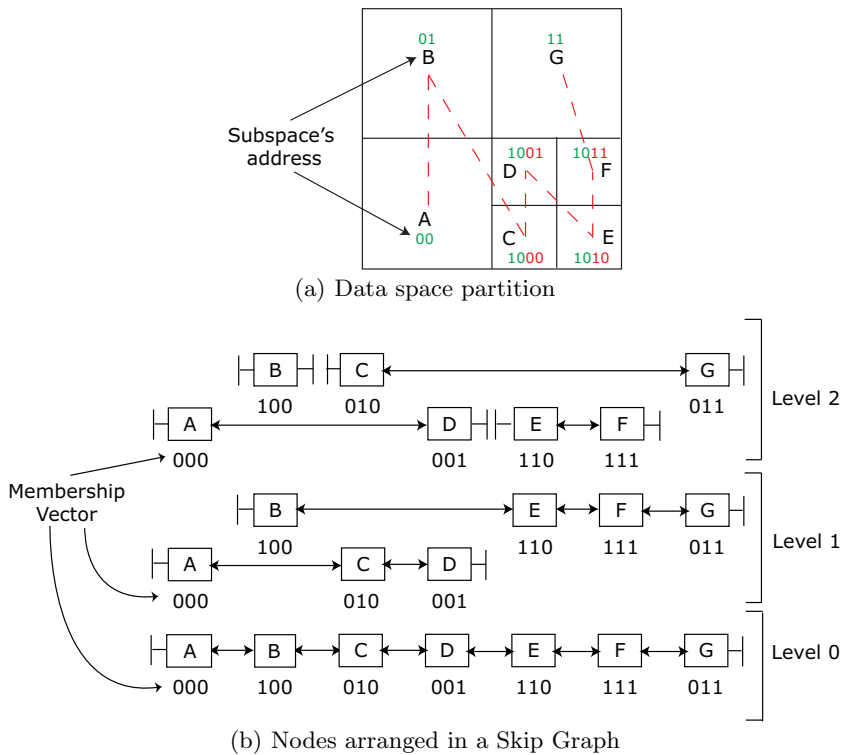 01 11
B G
Subspace's
address
1001 1011
D F
A
00
C E
1000 1010
(a) Data space partition
B C G
100 010 011
Level 2
A D E F
000 001 110 111
Membership
Vector
B E F G
100 110 111 011
Level 1
A C D
000 010 001
A B C D E F G
Level 0
000 100 010 001 110 111 011
(b) Nodes arranged in a Skip Graph